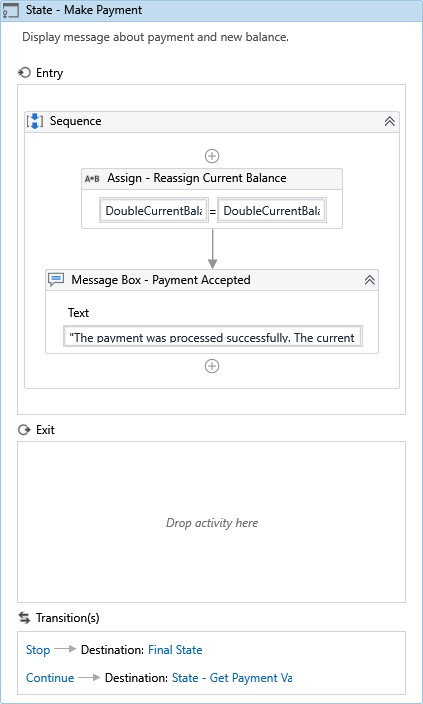 State - Make Payment
Display message about payment and new balance.
Entry
Sequence
A+B Assign - Reassign Current Balance
DoubleCurrentBala = DoubleCurrentBala
Message Box - Payment Accepted
Text
"The payment was processed successfully. The current
Exit
Drop activity here
Transition(s)
Stop Destination: Final State
Continue Destination: State - Get Payment Va